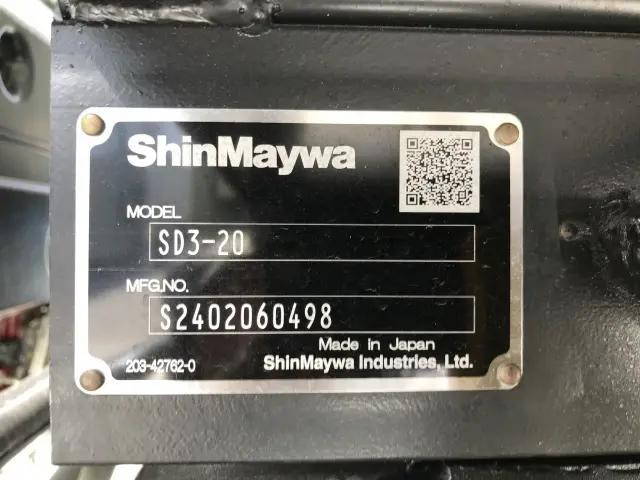 ShinMaywa
MODEL
SD3-20
MFG.NO.
S2402060498
Made in Japan
203-42762-0 ShinMaywa Industries, Ltd.